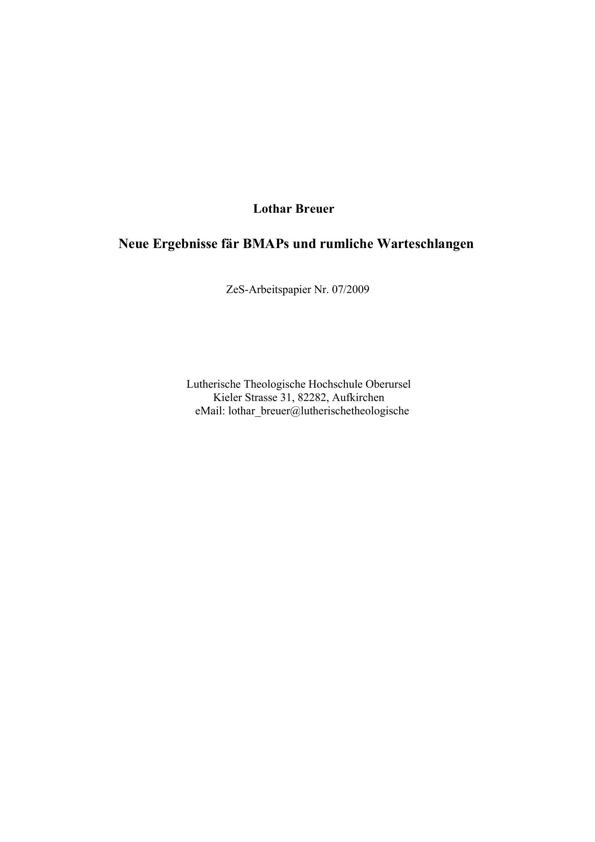 Lothar Breuer
Neue Ergebnisse fär BMAPs und rumliche Warteschlangen
ZeS-Arbeitspapier Nr. 07/2009
Lutherische Theologische Hochschule Oberursel
Kieler Strasse 31, 82282, Aufkirchen
eMail: lothar_breuer@lutherischetheologische